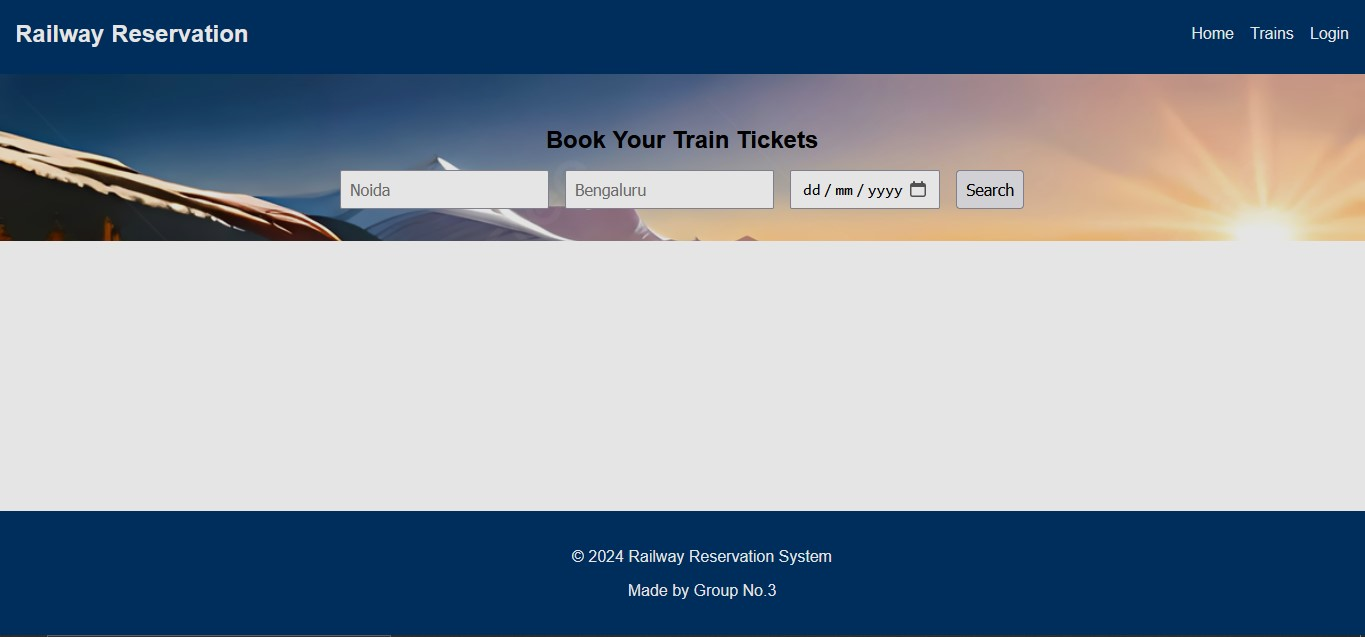 Railway Reservation
Home Trains Login
Book Your Train Tickets
Noida Bengaluru dd/mm/yyyy Search
© 2024 Railway Reservation System
Made by Group No.3